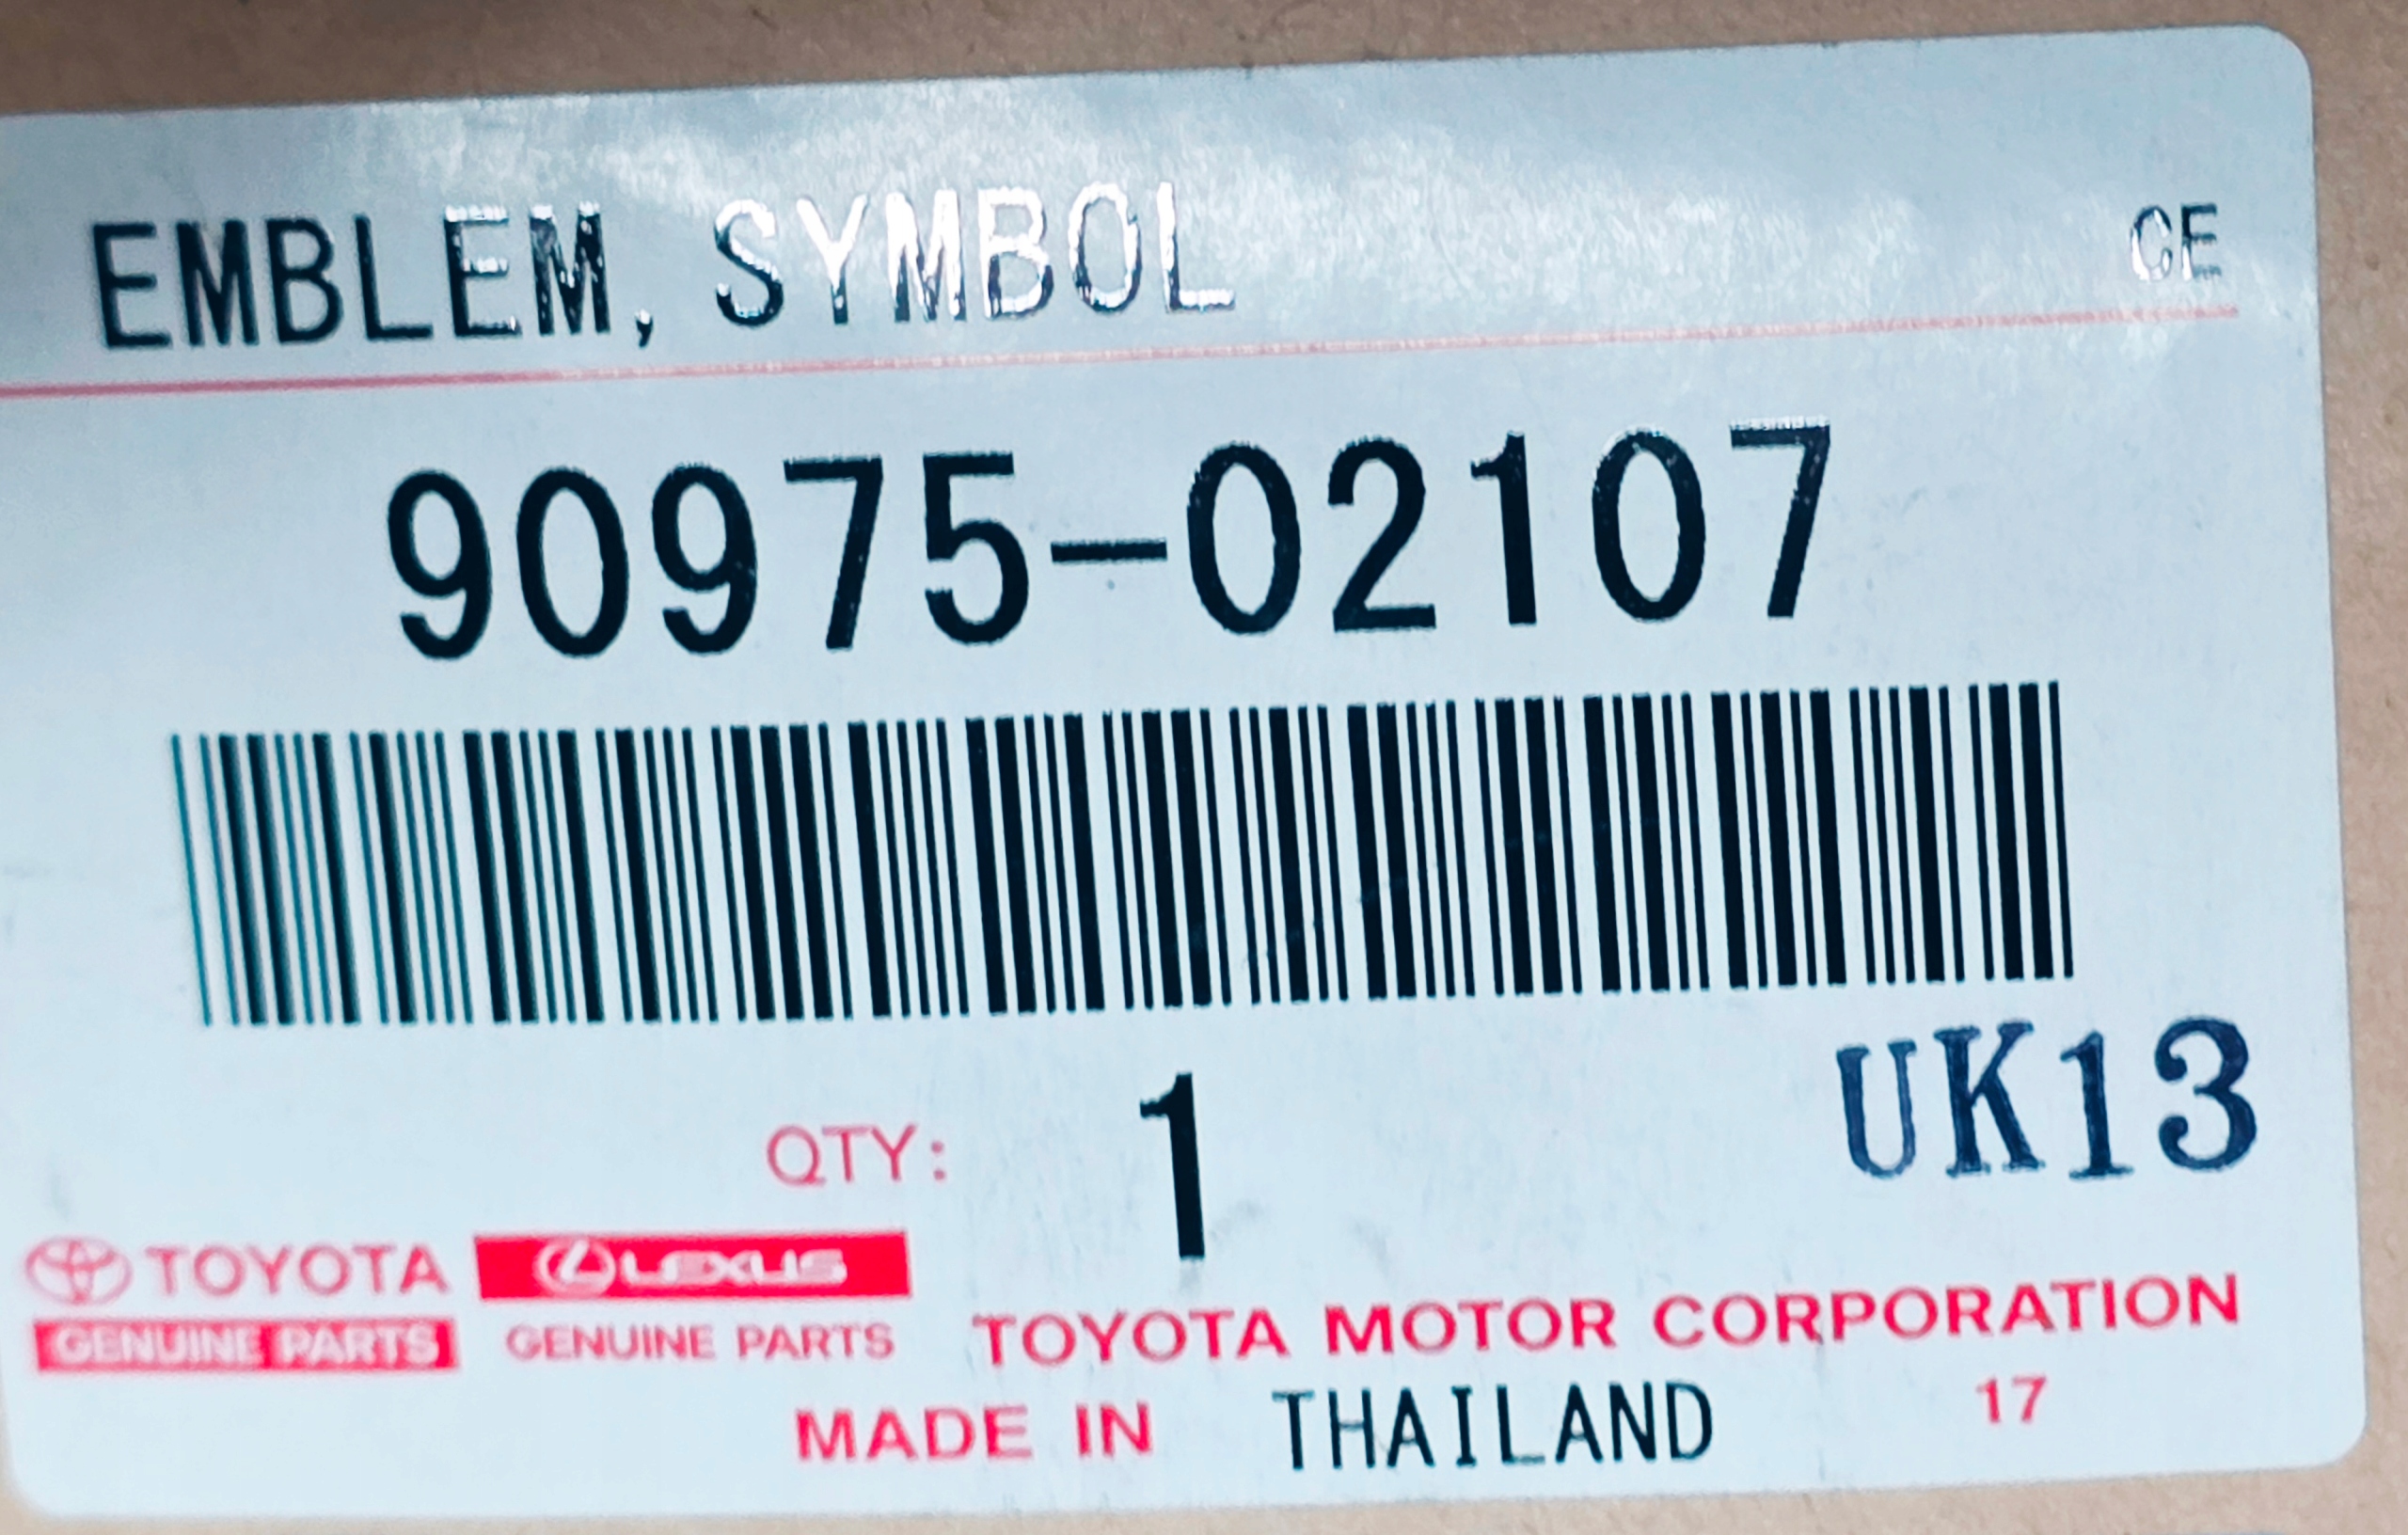 EMBLEM, SYMBOL CE
90975-02107
QTY: 1 UK13
TOYOTA LEXUS
GENUINE PARTS GENUINE PARTS TOYOTA MOTOR CORPORATION
MADE IN THAILAND 17